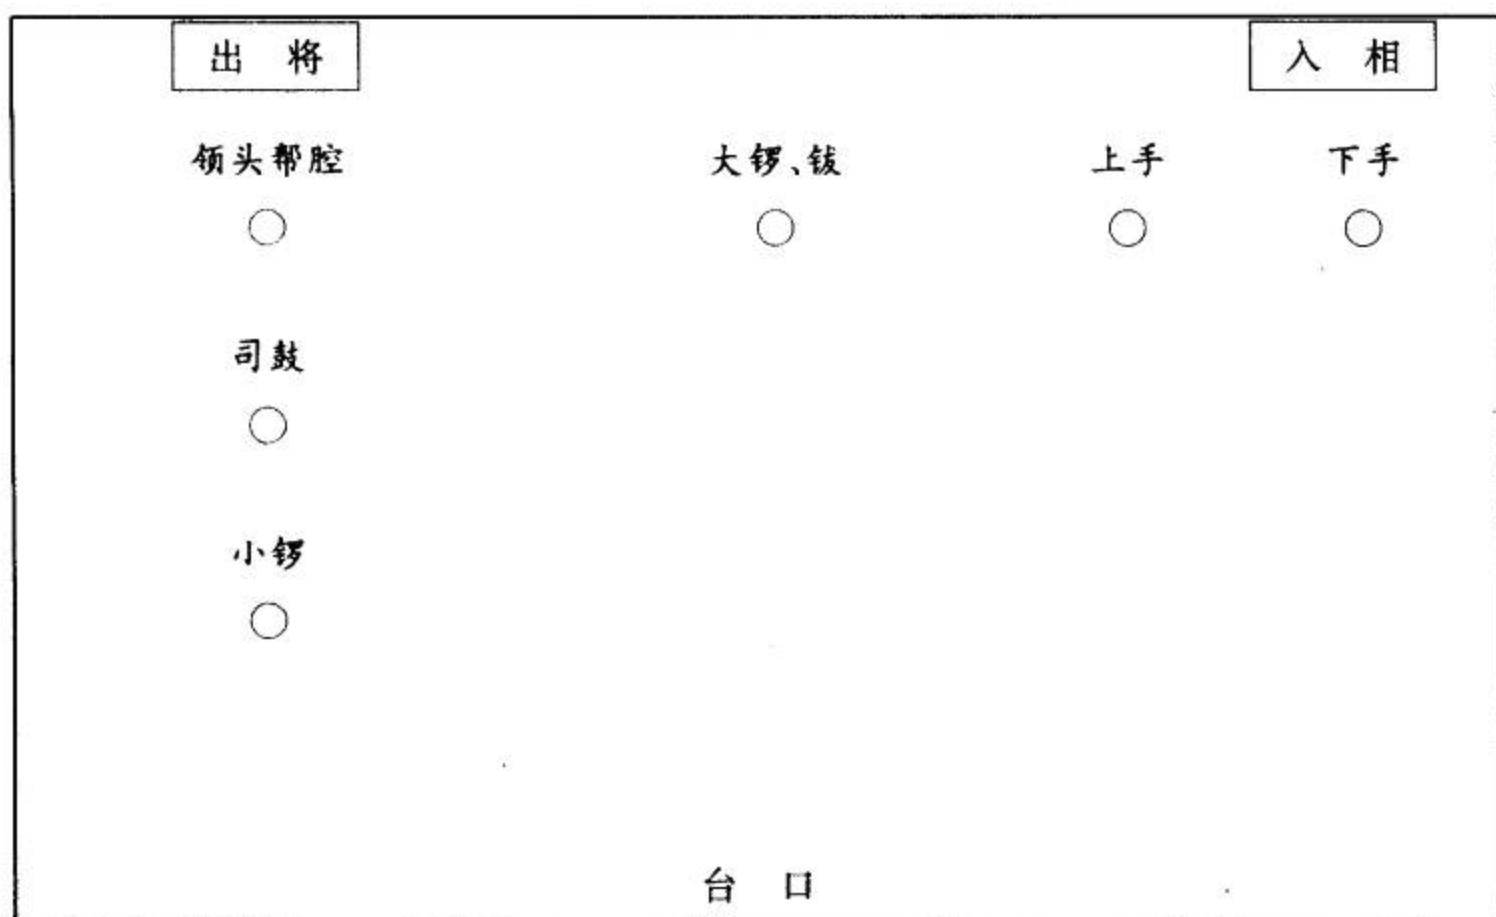 出 将 入 相
领头帮腔 大锣、钹 上手 下手
司鼓
小锣
台 口